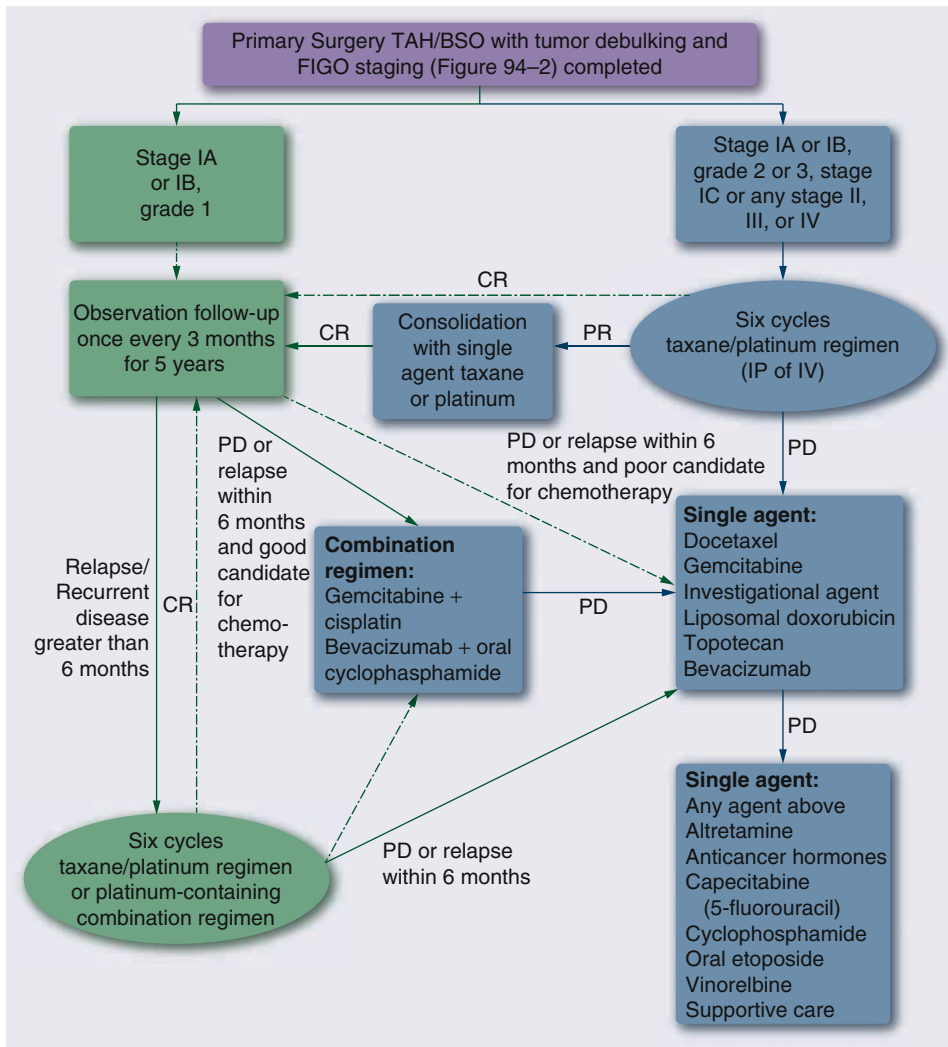 Primary Surgery TAH/BSO with tumor debulking and
FIGO staging (Figure 94–2) completed
Stage IA
or IB,
grade 1
Stage IA or IB,
grade 2 or 3, stage
IC or any stage II,
III, or IV
CR
Observation follow-up
once every 3 months
for 5 years
CR
Consolidation
with single
agent taxane
or platinum
PR
Six cycles
taxane/platinum regimen
(IP of IV)
PD or
relapse
within
6 months
and good
candidate
for
chemo-
therapy
PD or relapse within 6
months and poor candidate
for chemotherapy
PD
Relapse/
Recurrent
disease
greater than
6 months
CR
Combination
regimen:
Gemcitabine +
cisplatin
Bevacizumab + oral
cyclophasphamide
PD
Single agent:
Docetaxel
Gemcitabine
Investigational agent
Liposomal doxorubicin
Topotecan
Bevacizumab
PD
Six cycles
taxane/platinum regimen
or platinum-containing
combination regimen
PD or relapse
within 6 months
Single agent:
Any agent above
Altretamine
Anticancer hormones
Capecitabine
(5-fluorouracil)
Cyclophosphamide
Oral etoposide
Vinorelbine
Supportive care